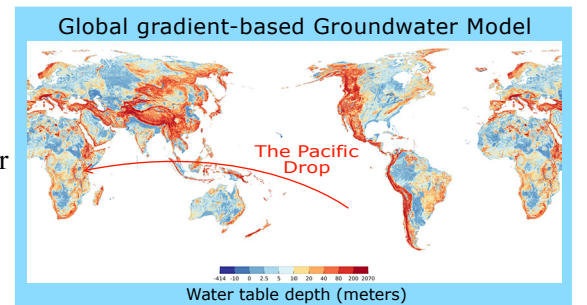 Global gradient-based Groundwater Model
r
The Pacific
Drop
-414 -10 0 2.5 5 10 20 40 80 200 2070
Water table depth (meters)